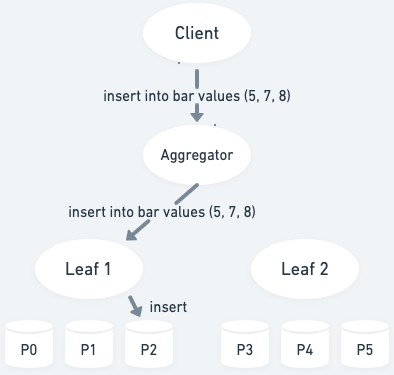 Client
insert into bar values (5, 7, 8)
Aggregator
insert into bar values (5, 7, 8)
Leaf 1
Leaf 2
insert
P0
P1
P2
P3
P4
P5